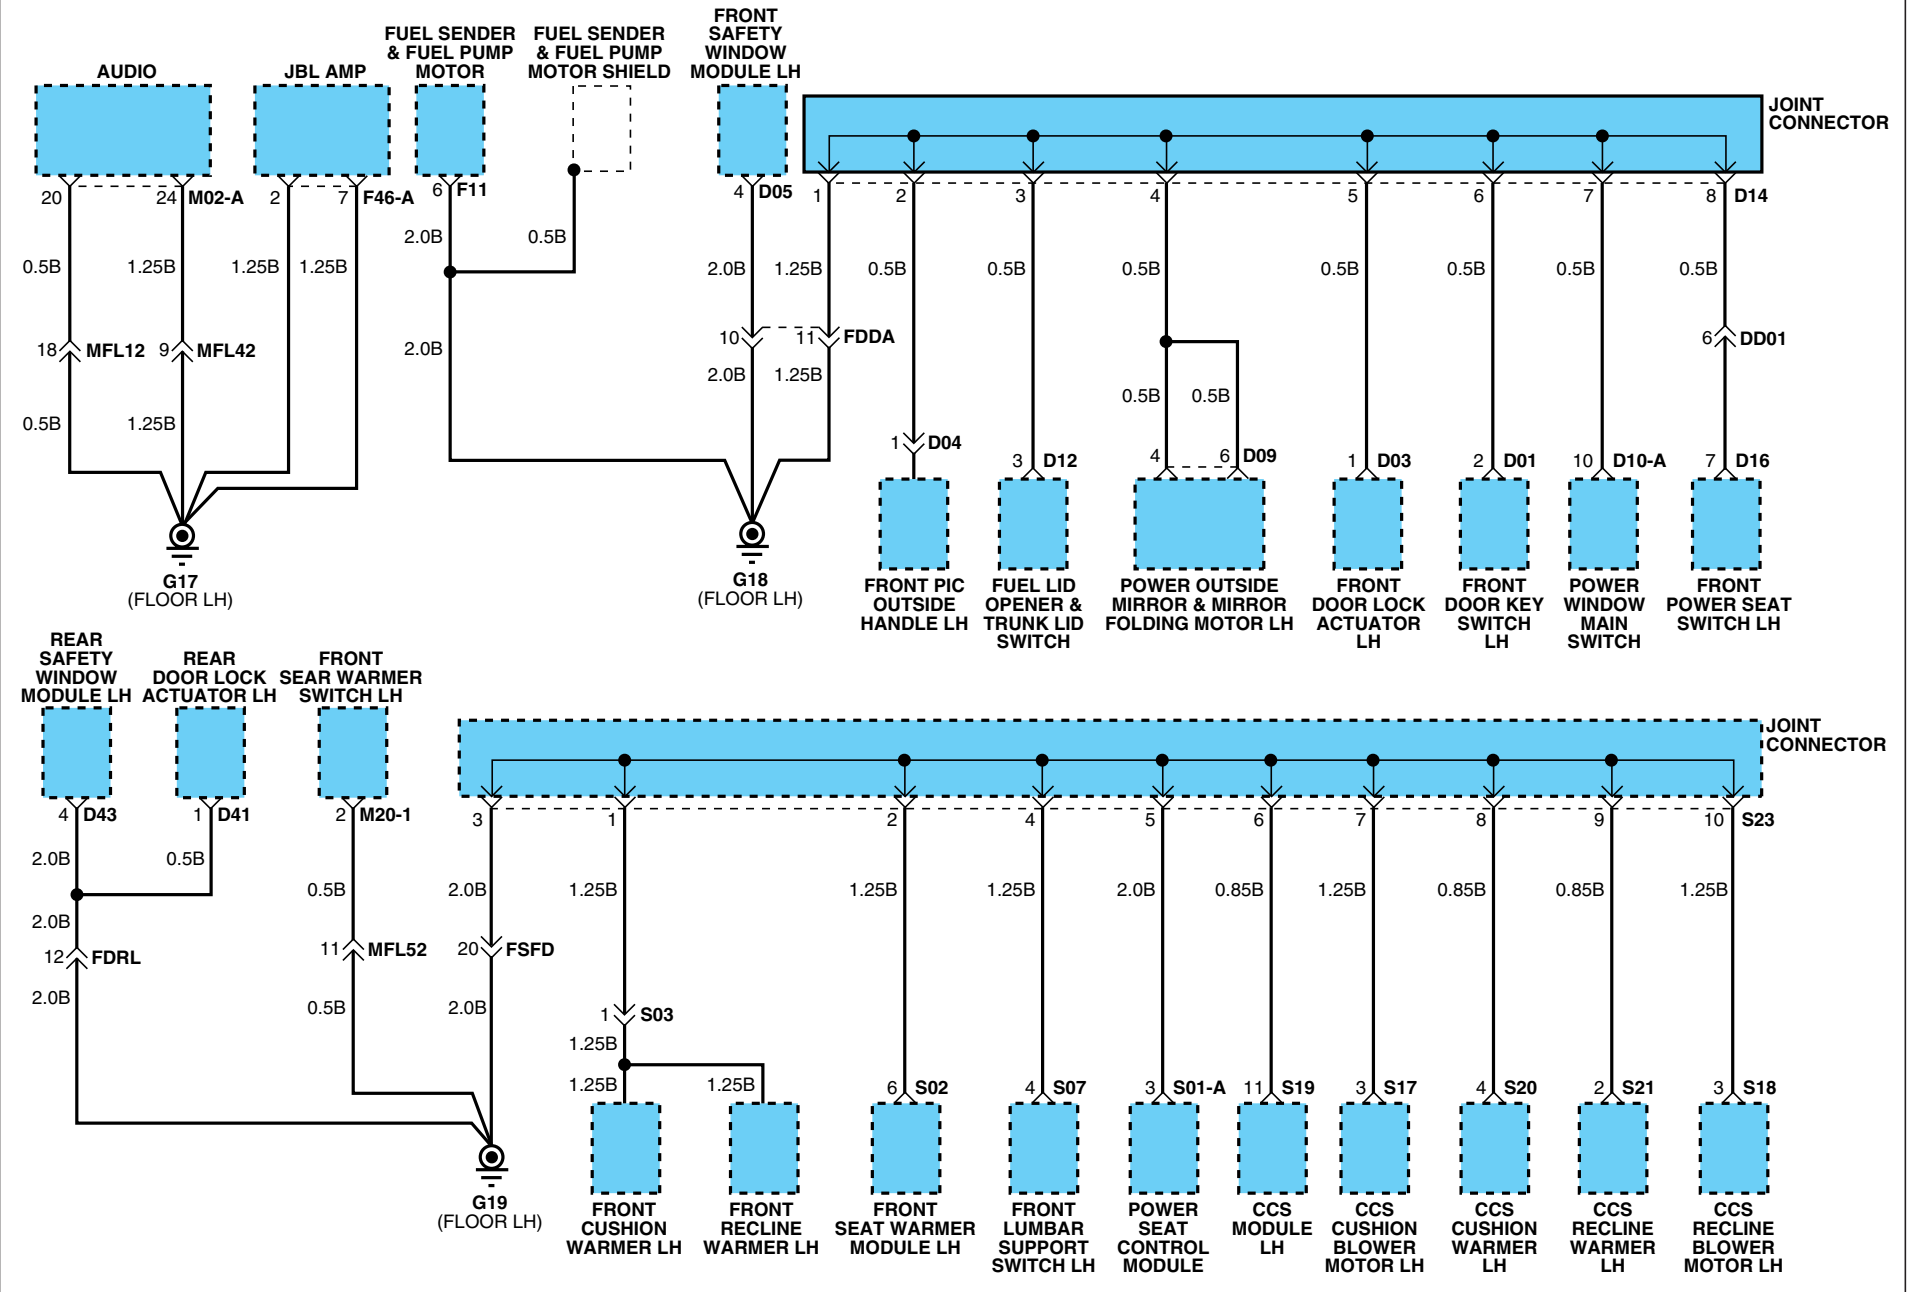 AUDIO
JBL AMP
FUEL SENDER
& FUEL PUMP
MOTOR
FUEL SENDER
& FUEL PUMP
MOTOR SHIELD
FRONT
SAFETY
WINDOW
MODULE LH
JOINT
CONNECTOR
20
24
M02-A
2
7
F46-A
6
F11
4
D05
1
2
3
4
5
6
7
8
D14
2.0B
0.5B
0.5B
1.25B
1.25B
1.25B
2.0B
1.25B
0.5B
0.5B
0.5B
0.5B
0.5B
0.5B
0.5B
18
MFL12
9
MFL42
2.0B
10
11
FDDA
6
DD01
2.0B
1.25B
0.5B
0.5B
0.5B
1.25B
1
D04
3
D12
4
6
D09
1
D03
2
D01
10
D10-A
7
D16
G17
(FLOOR LH)
G18
(FLOOR LH)
FRONT PIC
OUTSIDE
HANDLE LH
FUEL LID
OPENER &
TRUNK LID
SWITCH
POWER OUTSIDE
MIRROR & MIRROR
FOLDING MOTOR LH
FRONT
DOOR LOCK
ACTUATOR
LH
FRONT
DOOR KEY
SWITCH
LH
POWER
WINDOW
MAIN
SWITCH
FRONT
POWER SEAT
SWITCH LH
REAR
SAFETY
WINDOW
MODULE LH
REAR
DOOR LOCK
ACTUATOR LH
FRONT
SEAR WARMER
SWITCH LH
JOINT
CONNECTOR
4
D43
1
D41
2
M20-1
3
1
2
4
5
6
7
8
9
10
S23
2.0B
0.5B
0.5B
2.0B
1.25B
1.25B
1.25B
2.0B
0.85B
1.25B
0.85B
0.85B
1.25B
2.0B
12
FDRL
11
MFL52
20
FSFD
2.0B
0.5B
2.0B
1
S03
1.25B
1.25B
1.25B
6
S02
4
S07
3
S01-A
11
S19
3
S17
4
S20
2
S21
3
S18
G19
(FLOOR LH)
FRONT
CUSHION
WARMER LH
FRONT
RECLINE
WARMER LH
FRONT
SEAT WARMER
MODULE LH
FRONT
LUMBAR
SUPPORT
SWITCH LH
POWER
SEAT
CONTROL
MODULE
CCS
MODULE
LH
CCS
CUSHION
BLOWER
MOTOR LH
CCS
CUSHION
WARMER
LH
CCS
RECLINE
WARMER
LH
CCS
RECLINE
BLOWER
MOTOR LH